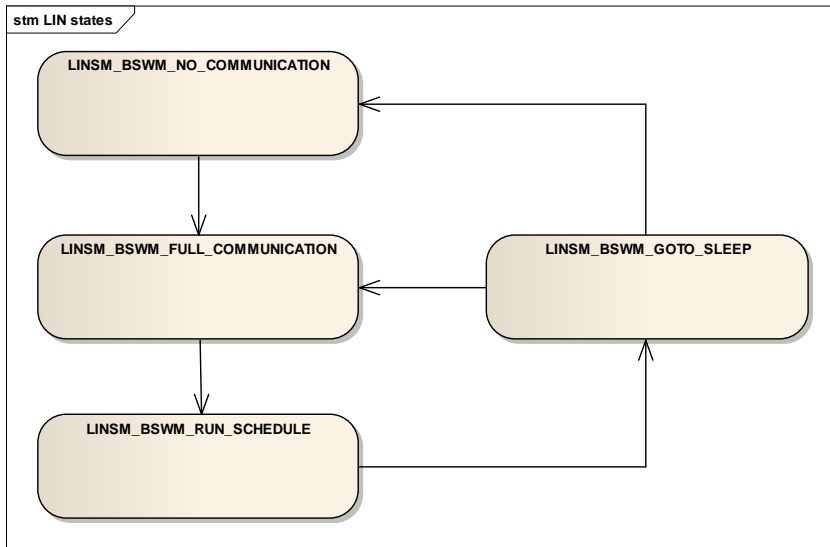 stm LIN states
LINSM_BSWM_NO_COMMUNICATION
LINSM_BSWM_FULL_COMMUNICATION
LINSM_BSWM_GOTO_SLEEP
LINSM_BSWM_RUN_SCHEDULE